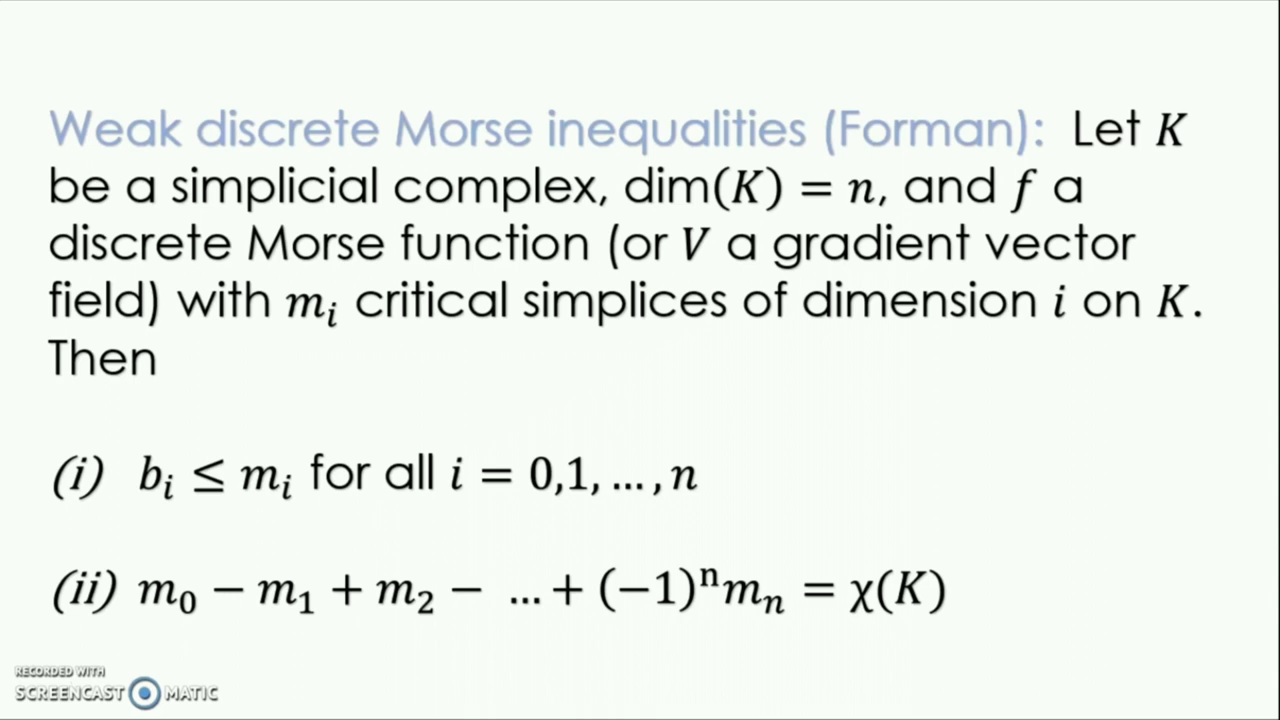 Weak discrete Morse inequalities (Forman): Let K
be a simplicial complex, dim(K) = n, and f a
discrete Morse function (or V a gradient vector
field) with mᵢ critical simplices of dimension i on K.
Then
(i) bᵢ ≤ mᵢ for all i = 0,1, … , n
(ii) m₀ − m₁ + m₂ − … + (−1)ⁿmₙ = χ(K)
RECORDED WITH
SCREENCAST MATIC